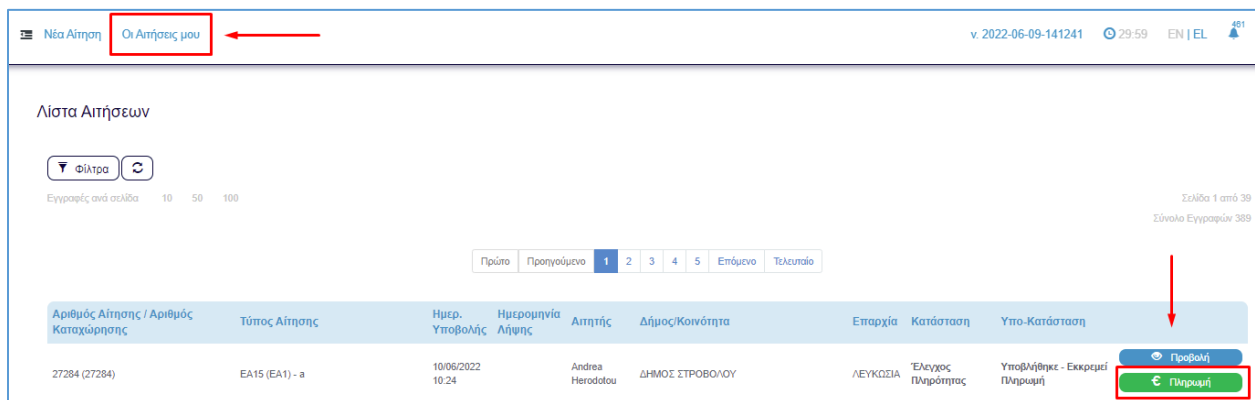 Νέα Αίτηση Οι Αιτήσεις μου v. 2022-06-09-141241 29:59 EN | EL 461
Λίστα Αιτήσεων
Φίλτρα
Εγγραφές ανά σελίδα 10 50 100 Σελίδα 1 από 39
Σύνολο Εγγραφών 389
Πρώτο Προηγούμενο 1 2 3 4 5 Επόμενο Τελευταίο
Αριθμός Αίτησης / Αριθμός Καταχώρησης Τύπος Αίτησης Ημερ. Υποβολής Ημερομηνία Λήψης Αιτητής Δήμος/Κοινότητα Επαρχία Κατάσταση Υπο-Κατάσταση
27284 (27284) ΕΑ15 (ΕΑ1) - a 10/06/2022 10:24 Andrea Herodotou ΔΗΜΟΣ ΣΤΡΟΒΟΛΟΥ ΛΕΥΚΩΣΙΑ Έλεγχος Πληρότητας Υποβλήθηκε - Εκκρεμεί Πληρωμή Προβολή
€ Πληρωμή